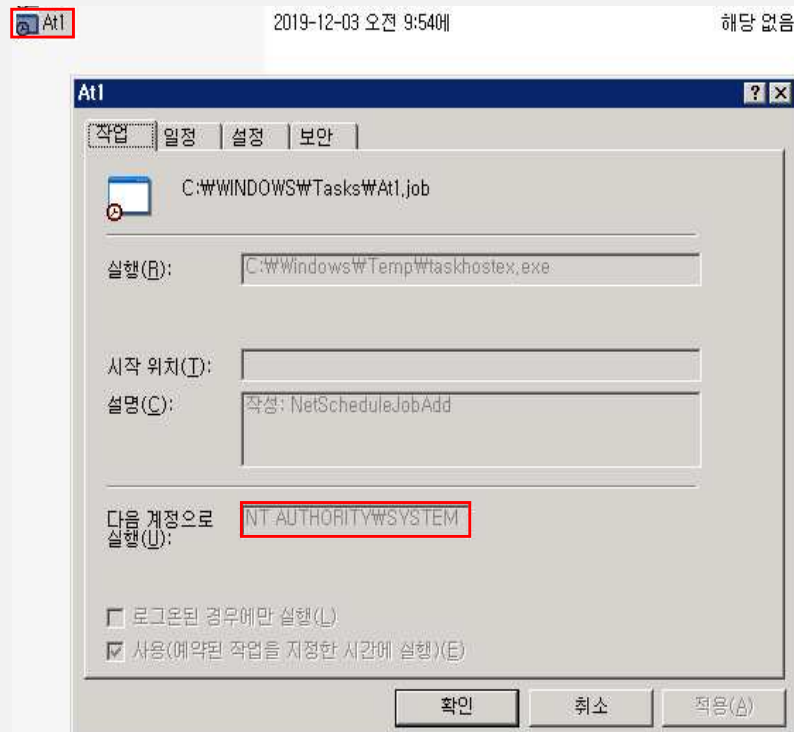 At1 2019-12-03 오전 9:54에 해당 없음
At1
작업 일정 설정 보안
C:₩WINDOWS₩Tasks₩At1.job
실행(R): C:₩Windows₩Temp₩taskhostex.exe
시작 위치(T):
설명(C): 작성: NetScheduleJobAdd
다음 계정으로 NT AUTHORITY₩SYSTEM
실행(U):
로그온된 경우에만 실행(L)
사용(예약된 작업을 지정한 시간에 실행)(E)
확인 취소 적용(A)